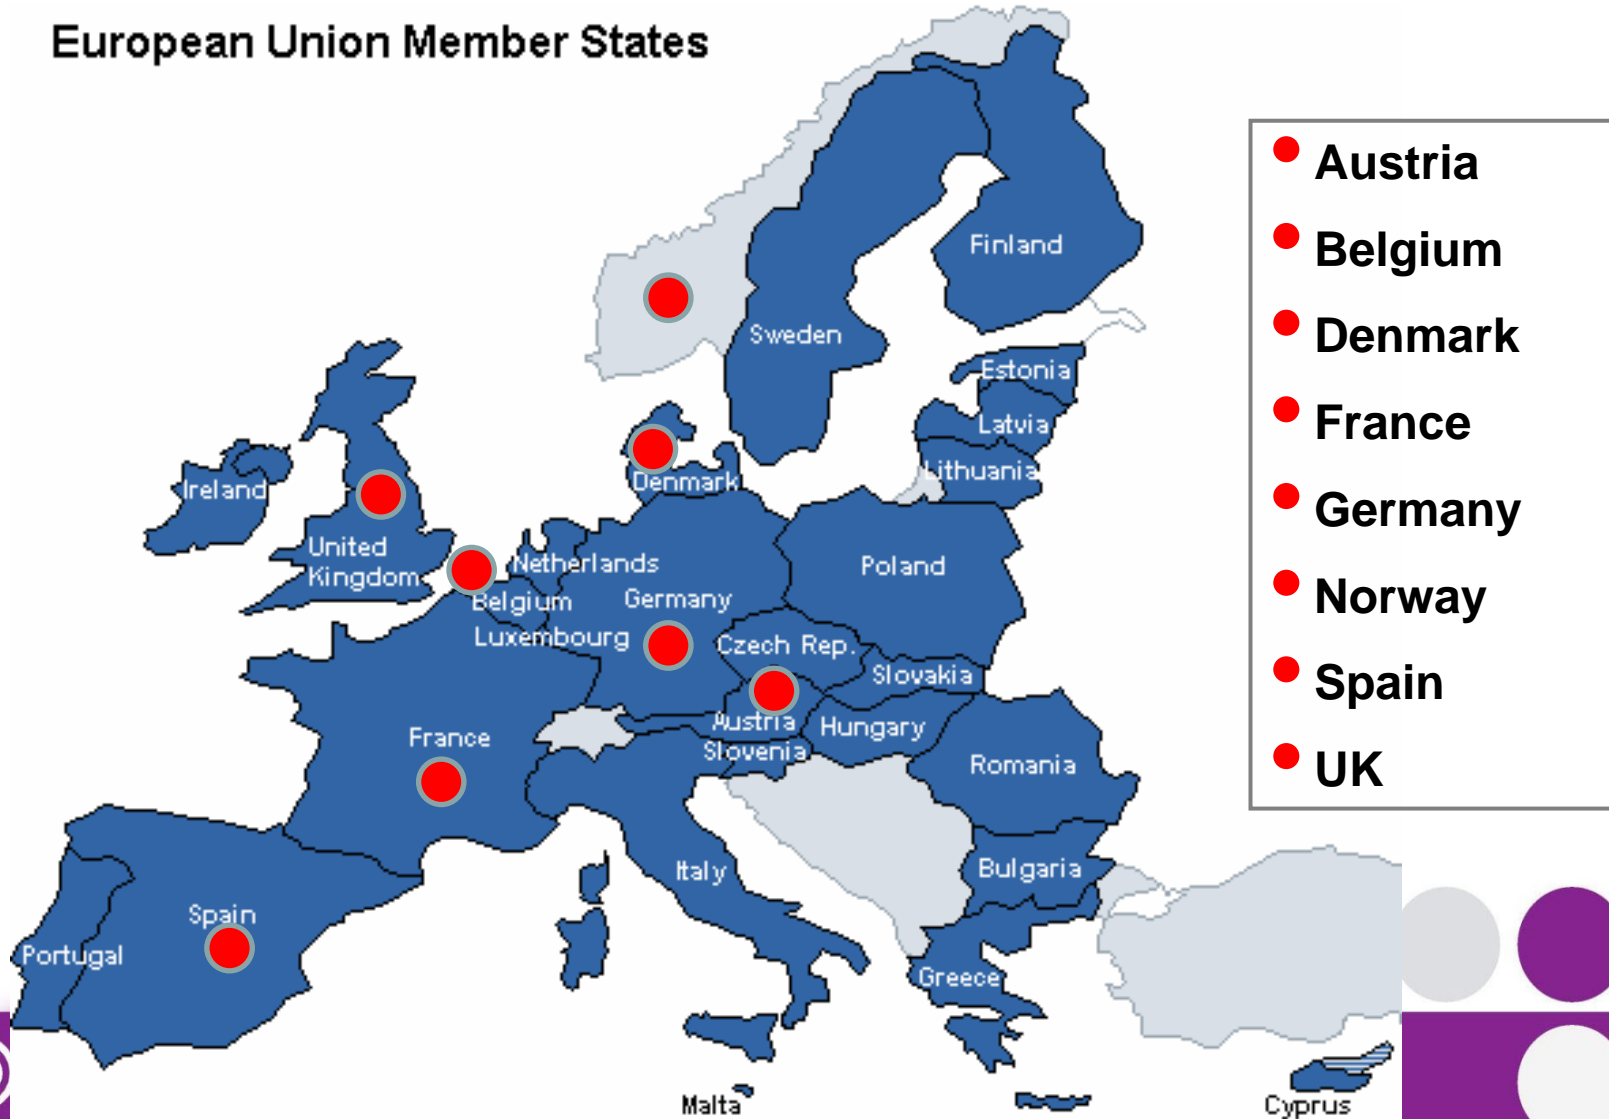 European Union Member States
Finland
Sweden
Estonia
Latvia
Lithuania
Denmark
Ireland
United
Kingdom
Netherlands
Belgium
Germany
Poland
Luxembourg
Czech Rep.
Slovakia
Austria
Hungary
France
Slovenia
Romania
Italy
Bulgaria
Spain
Portugal
Greece
Malta
Cyprus
Austria
Belgium
Denmark
France
Germany
Norway
Spain
UK